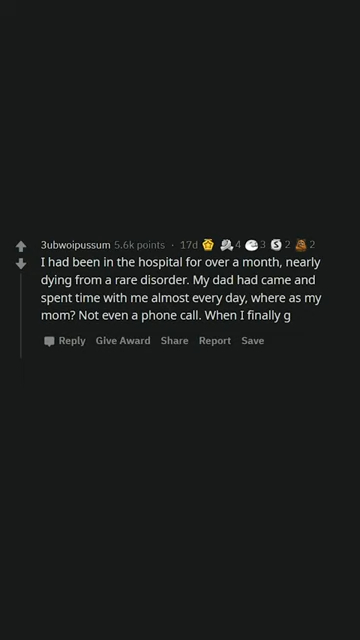 3ubwoipussum 5.6k points · 17d 4 3 S 2 2
I had been in the hospital for over a month, nearly
dying from a rare disorder. My dad had came and
spent time with me almost every day, where as my
mom? Not even a phone call. When I finally g
Reply Give Award Share Report Save